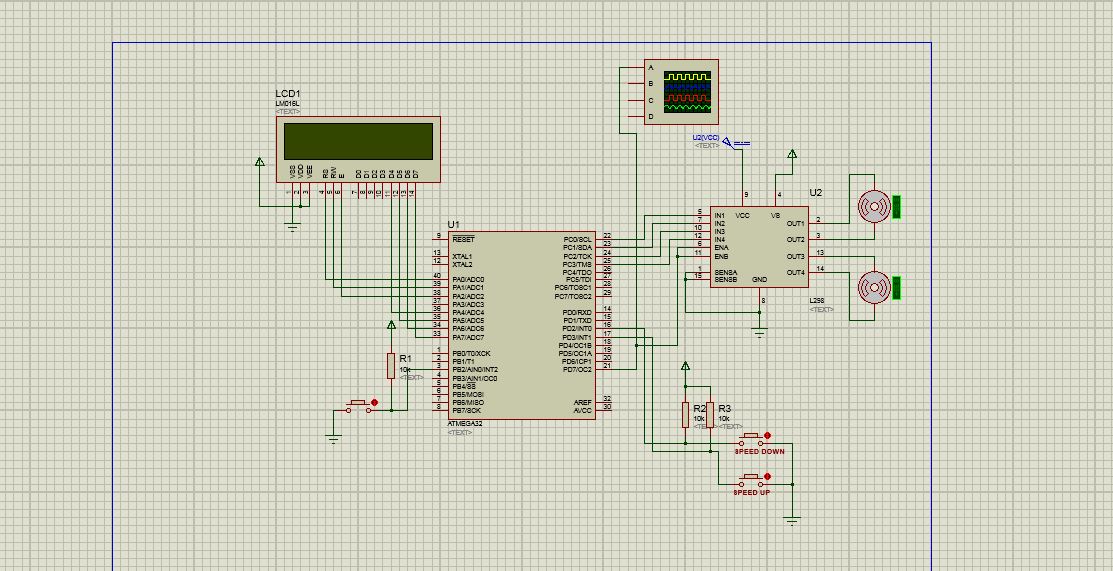 LCD1
LM016L
<TEXT>
VSS VDD VEE RS RW E D0 D1 D2 D3 D4 D5 D6 D7
1 2 3 4 5 6 7 8 9 10 11 12 13 14
A
B
C
D
U2(VCC)
<TEXT>
U2
9 4
VCC VS
5 IN1
7 IN2
10 IN3
12 IN4
6 ENA
11 ENB
1 SENSA
15 SENSB
OUT1 2
OUT2 3
OUT3 13
OUT4 14
GND
8
L298
<TEXT>
U1
9 RESET
13 XTAL1
12 XTAL2
40 PA0/ADC0
39 PA1/ADC1
38 PA2/ADC2
37 PA3/ADC3
36 PA4/ADC4
35 PA5/ADC5
34 PA6/ADC6
33 PA7/ADC7
1 PB0/T0/XCK
2 PB1/T1
3 PB2/AIN0/INT2
4 PB3/AIN1/OC0
5 PB4/SS
6 PB5/MOSI
7 PB6/MISO
8 PB7/SCK
PC0/SCL 22
PC1/SDA 23
PC2/TCK 24
PC3/TMS 25
PC4/TDO 26
PC5/TDI 27
PC6/TOSC1 28
PC7/TOSC2 29
PD0/RXD 14
PD1/TXD 15
PD2/INT0 16
PD3/INT1 17
PD4/OC1B 18
PD5/OC1A 19
PD6/ICP1 20
PD7/OC2 21
AREF 32
AVCC 30
ATMEGA32
<TEXT>
R1
10k
<TEXT>
R2 R3
10k 10k
<TE <TEXT>
SPEED DOWN
SPEED UP